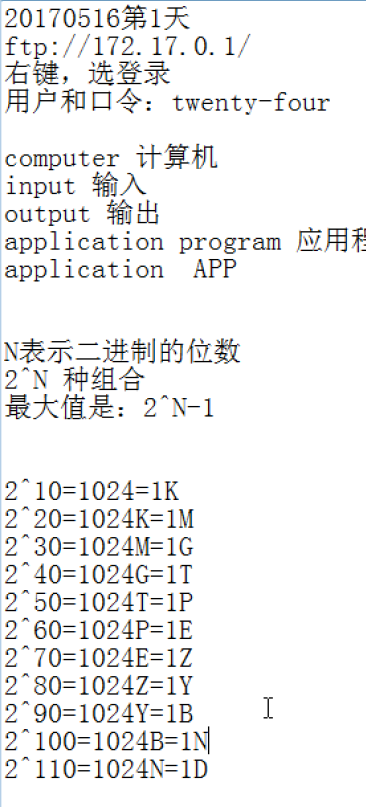 20170516第1天
ftp://172.17.0.1/
右键，选登录
用户和口令：twenty-four
computer 计算机
input 输入
output 输出
application program 应用程
application  APP
N表示二进制的位数
2^N 种组合
最大值是：2^N-1
2^10=1024=1K
2^20=1024K=1M
2^30=1024M=1G
2^40=1024G=1T
2^50=1024T=1P
2^60=1024P=1E
2^70=1024E=1Z
2^80=1024Z=1Y
2^90=1024Y=1B
2^100=1024B=1N
2^110=1024N=1D